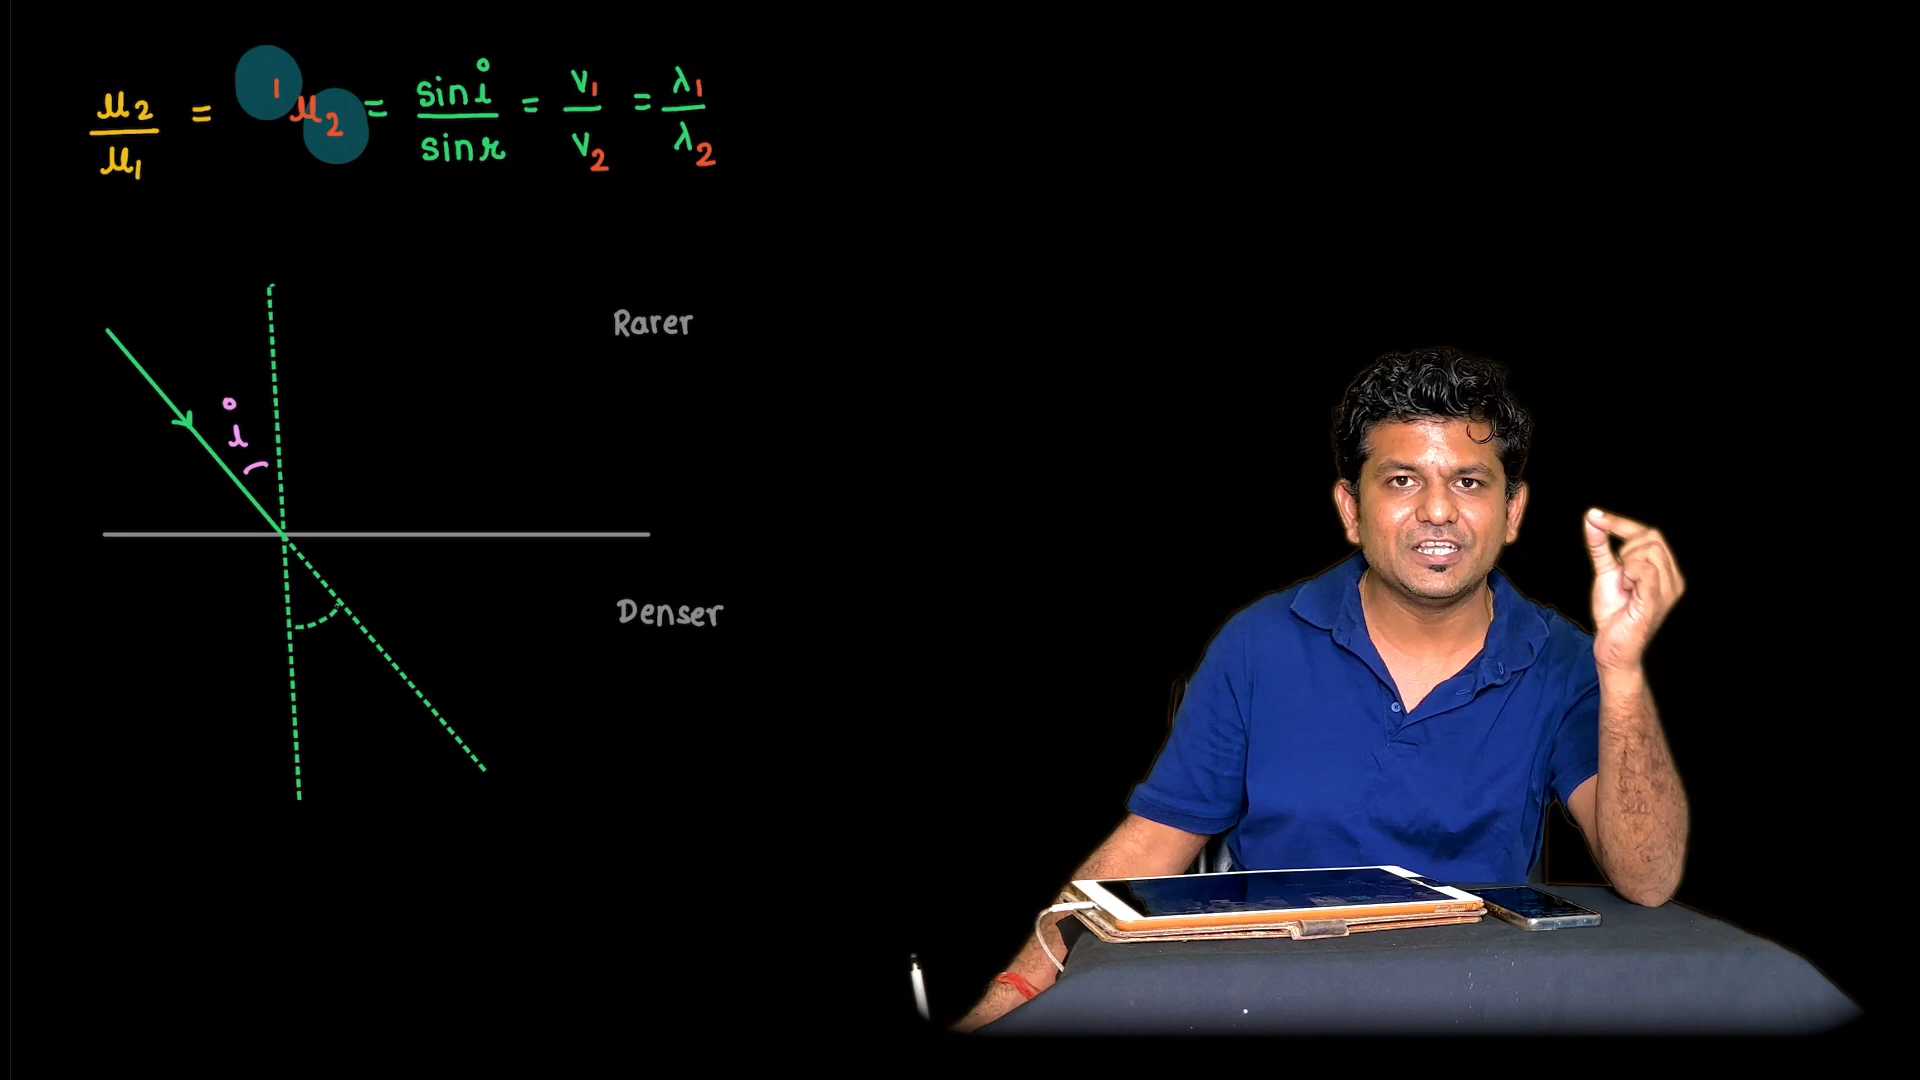 μ2/μ1 = 1μ2 = sin i/sin r = v1/v2 = λ1/λ2
Rarer
i
Denser